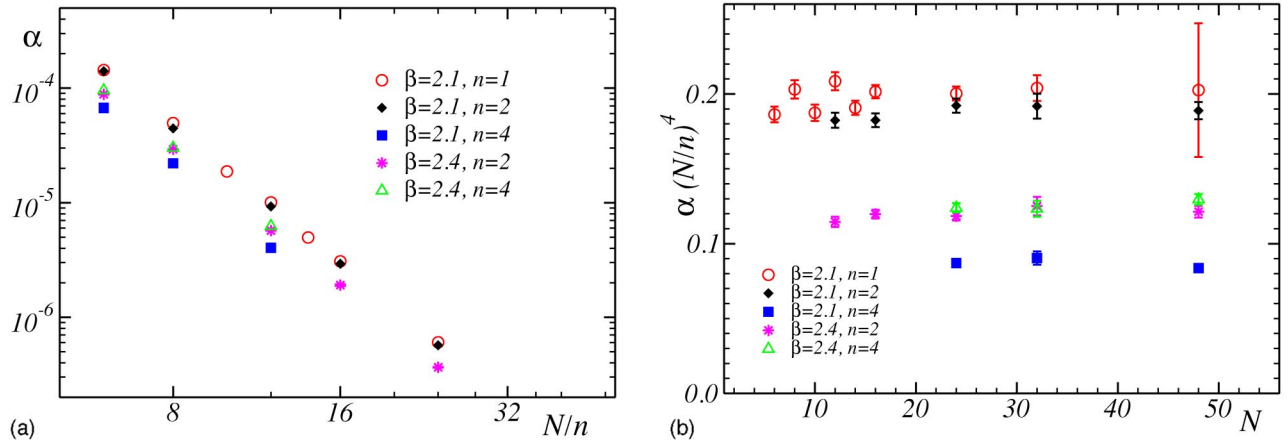 α
10⁻⁴
10⁻⁵
10⁻⁶
β=2.1, n=1
β=2.1, n=2
β=2.1, n=4
β=2.4, n=2
β=2.4, n=4
8 16 32
N/n
(a)
α (N/n)⁴
0.2
0.1
0.0
β=2.1, n=1
β=2.1, n=2
β=2.1, n=4
β=2.4, n=2
β=2.4, n=4
10 20 30 40 50
N
(b)